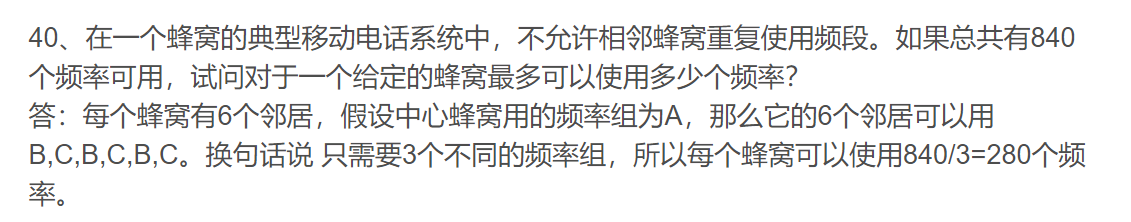 40、在一个蜂窝的典型移动电话系统中，不允许相邻蜂窝重复使用频段。如果总共有840
个频率可用，试问对于一个给定的蜂窝最多可以使用多少个频率？
答：每个蜂窝有6个邻居，假设中心蜂窝用的频率组为A，那么它的6个邻居可以用
B,C,B,C,B,C。换句话说 只需要3个不同的频率组，所以每个蜂窝可以使用840/3=280个频
率。